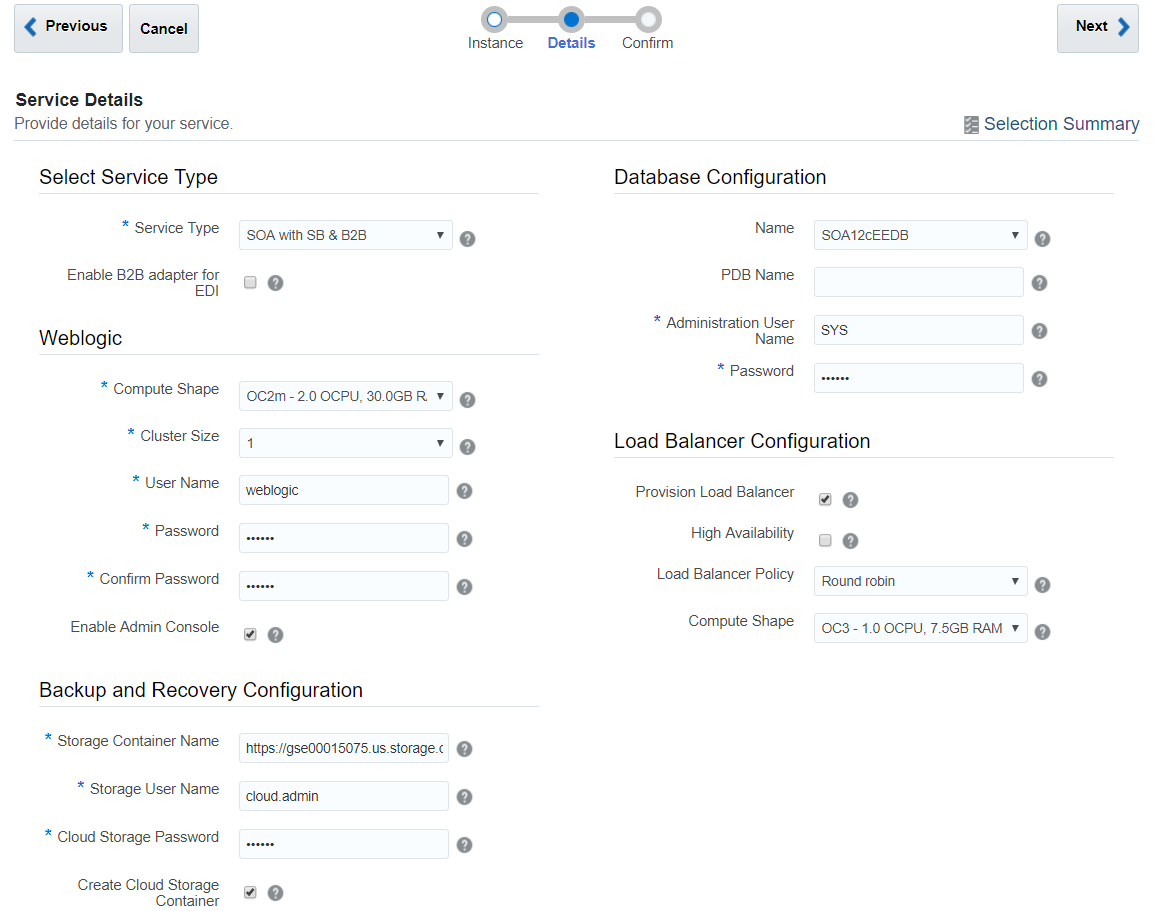 Previous
Cancel
Instance
Details
Confirm
Next
Service Details
Provide details for your service.
Selection Summary
Select Service Type
* Service Type
SOA with SB & B2B
Enable B2B adapter for
EDI
Weblogic
* Compute Shape
OC2m - 2.0 OCPU, 30.0GB R
* Cluster Size
1
* User Name
weblogic
* Password
••••••
* Confirm Password
••••••
Enable Admin Console
Backup and Recovery Configuration
* Storage Container Name
https://gse00015075.us.storage.c
* Storage User Name
cloud.admin
* Cloud Storage Password
••••••
Create Cloud Storage
Container
Database Configuration
Name
SOA12cEEDB
PDB Name
* Administration User
Name
SYS
* Password
••••••
Load Balancer Configuration
Provision Load Balancer
High Availability
Load Balancer Policy
Round robin
Compute Shape
OC3 - 1.0 OCPU, 7.5GB RAM